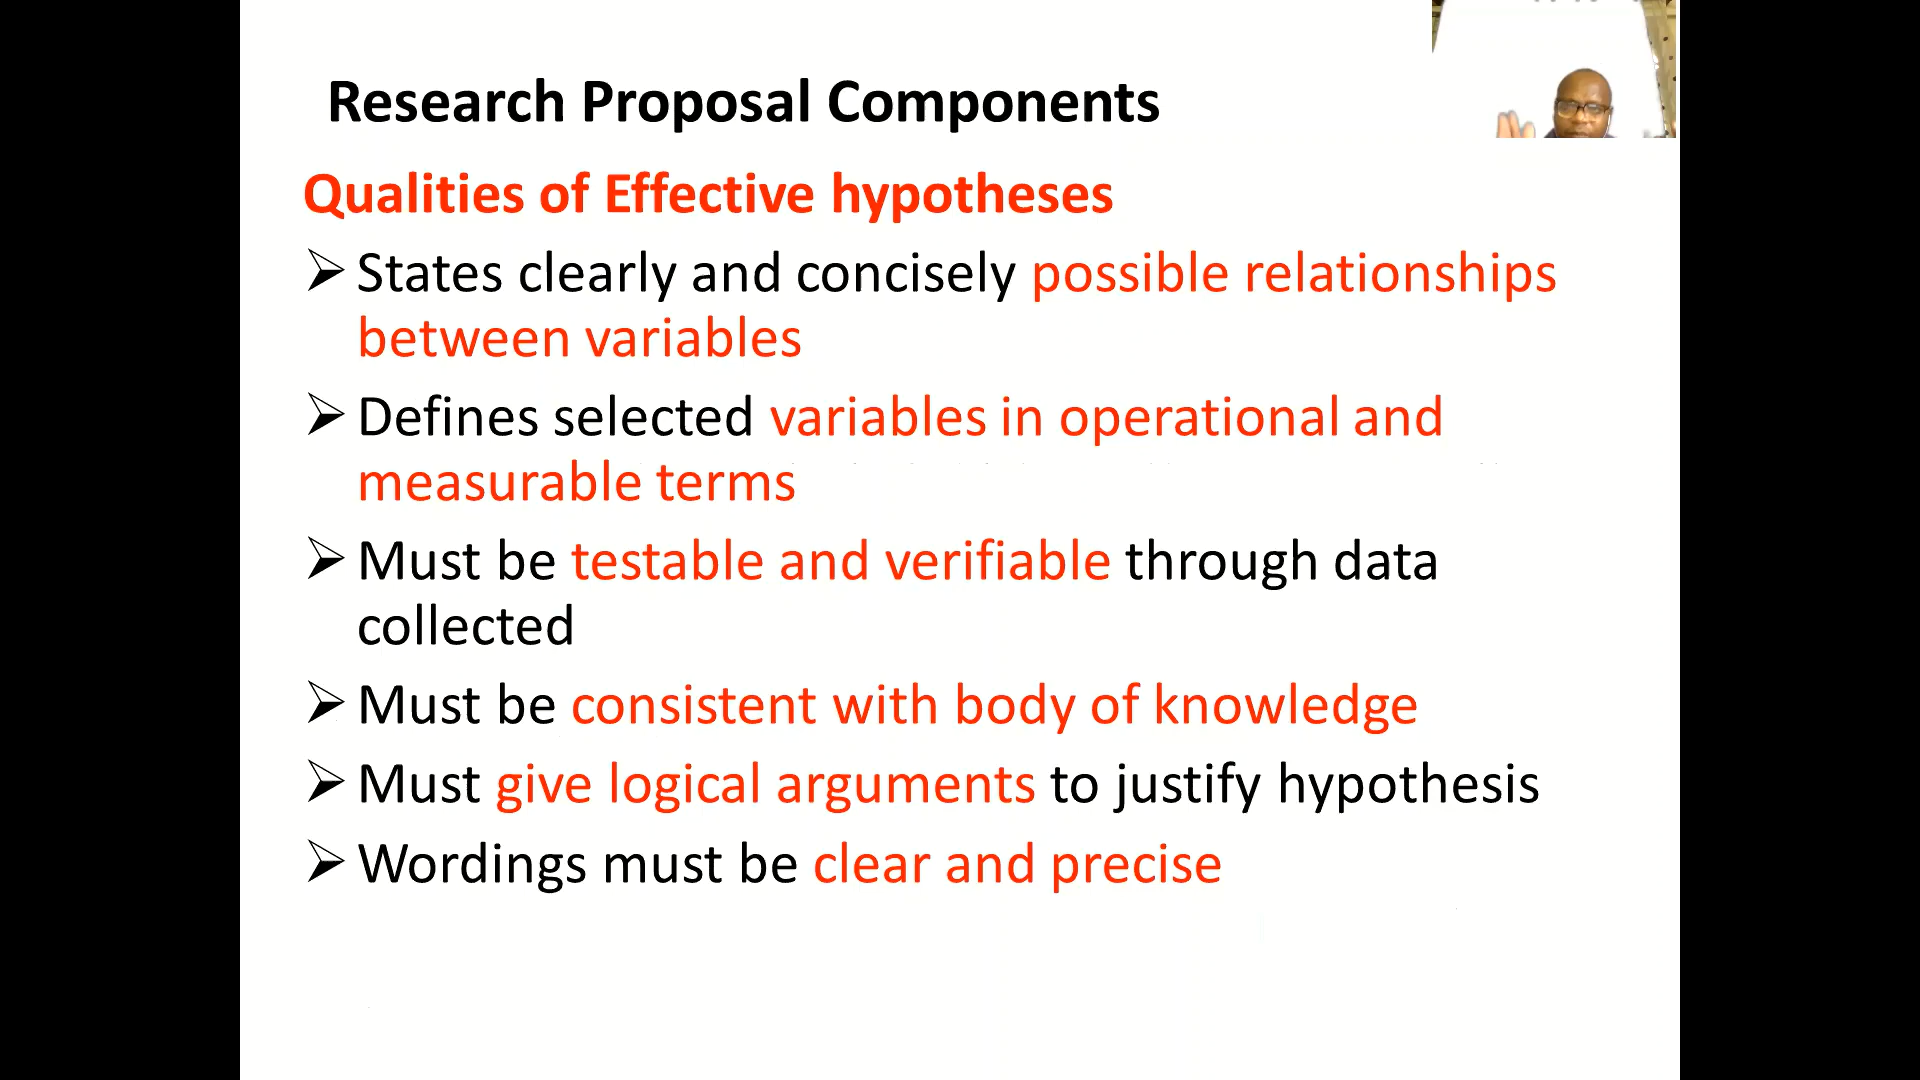 Research Proposal Components
Qualities of Effective hypotheses
➢ States clearly and concisely possible relationships
between variables
➢ Defines selected variables in operational and
measurable terms
➢ Must be testable and verifiable through data
collected
➢ Must be consistent with body of knowledge
➢ Must give logical arguments to justify hypothesis
➢ Wordings must be clear and precise